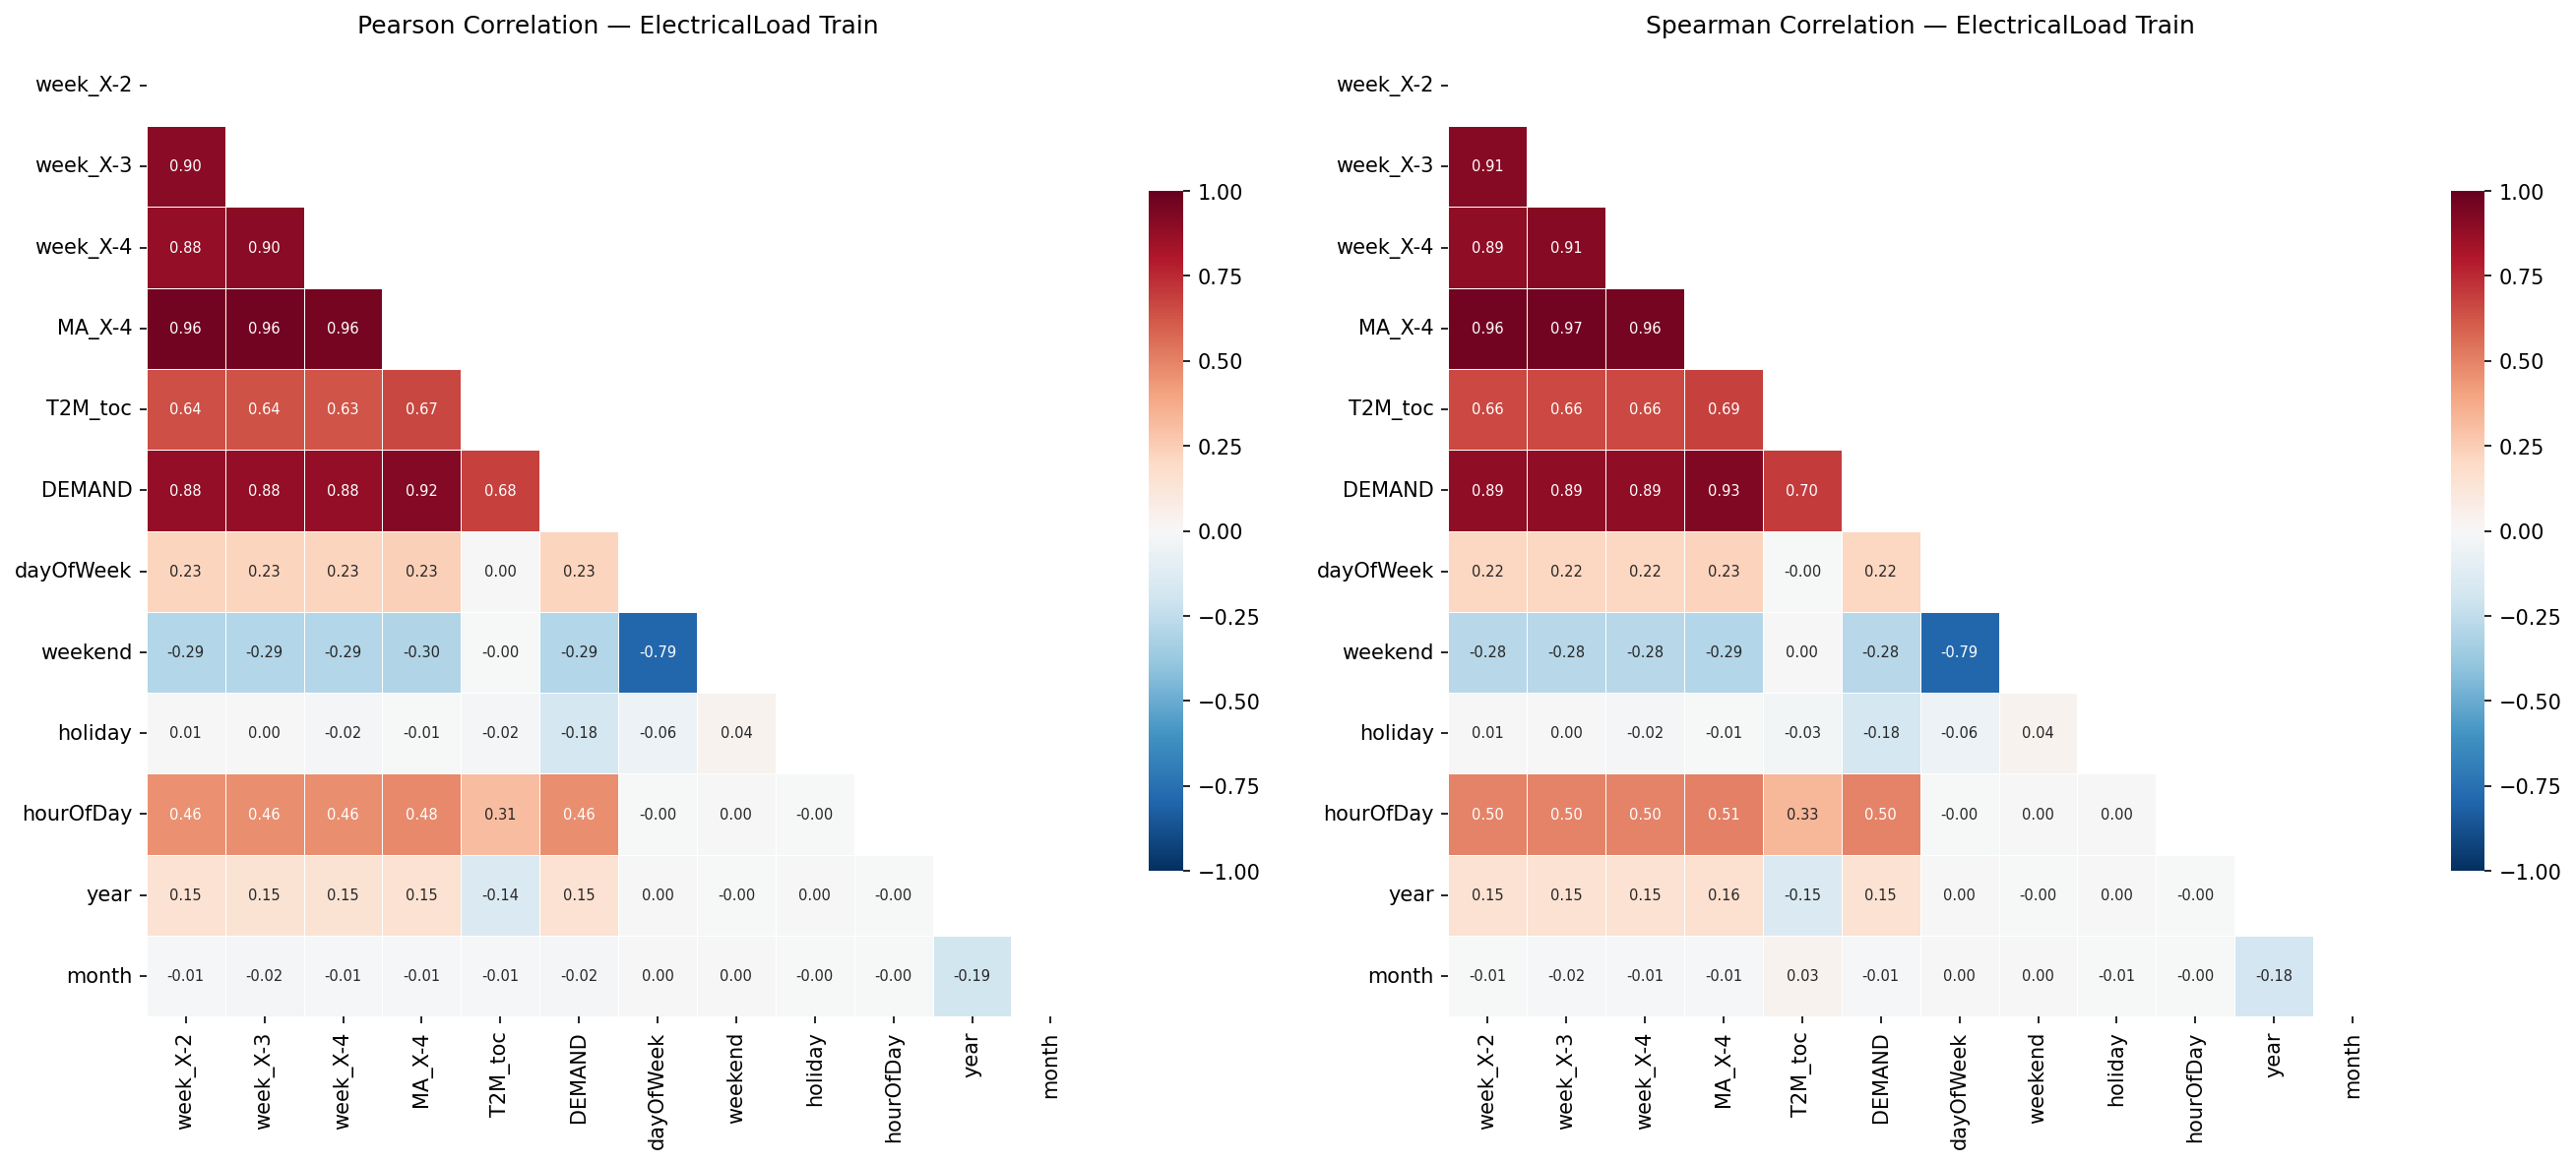 Pearson Correlation — ElectricalLoad Train
week_X-2
week_X-3 0.90
week_X-4 0.88 0.90
MA_X-4 0.96 0.96 0.96
T2M_toc 0.64 0.64 0.63 0.67
DEMAND 0.88 0.88 0.88 0.92 0.68
dayOfWeek 0.23 0.23 0.23 0.23 0.00 0.23
weekend -0.29 -0.29 -0.29 -0.30 -0.00 -0.29 -0.79
holiday 0.01 0.00 -0.02 -0.01 -0.02 -0.18 -0.06 0.04
hourOfDay 0.46 0.46 0.46 0.48 0.31 0.46 -0.00 0.00 -0.00
year 0.15 0.15 0.15 0.15 -0.14 0.15 0.00 -0.00 0.00 -0.00
month -0.01 -0.02 -0.01 -0.01 -0.01 -0.02 0.00 0.00 -0.00 -0.00 -0.19
week_X-2 week_X-3 week_X-4 MA_X-4 T2M_toc DEMAND dayOfWeek weekend holiday hourOfDay year month
1.00
0.75
0.50
0.25
0.00
−0.25
−0.50
−0.75
−1.00
Spearman Correlation — ElectricalLoad Train
week_X-2
week_X-3 0.91
week_X-4 0.89 0.91
MA_X-4 0.96 0.97 0.96
T2M_toc 0.66 0.66 0.66 0.69
DEMAND 0.89 0.89 0.89 0.93 0.70
dayOfWeek 0.22 0.22 0.22 0.23 -0.00 0.22
weekend -0.28 -0.28 -0.28 -0.29 0.00 -0.28 -0.79
holiday 0.01 0.00 -0.02 -0.01 -0.03 -0.18 -0.06 0.04
hourOfDay 0.50 0.50 0.50 0.51 0.33 0.50 -0.00 0.00 0.00
year 0.15 0.15 0.15 0.16 -0.15 0.15 0.00 -0.00 0.00 -0.00
month -0.01 -0.02 -0.01 -0.01 0.03 -0.01 0.00 0.00 -0.01 -0.00 -0.18
week_X-2 week_X-3 week_X-4 MA_X-4 T2M_toc DEMAND dayOfWeek weekend holiday hourOfDay year month
1.00
0.75
0.50
0.25
0.00
−0.25
−0.50
−0.75
−1.00